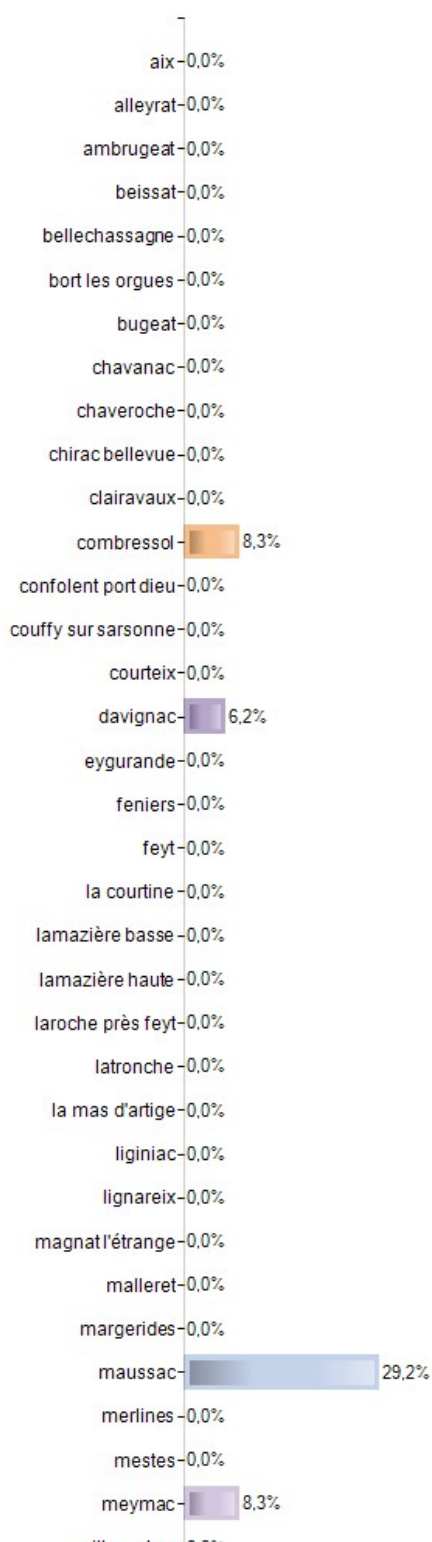 aix 0,0%
alleyrat 0,0%
ambrugeat 0,0%
beissat 0,0%
bellechassagne 0,0%
bort les orgues 0,0%
bugeat 0,0%
chavanac 0,0%
chaveroche 0,0%
chirac bellevue 0,0%
clairavaux 0,0%
combressol 8,3%
confolent port dieu 0,0%
couffy sur sarsonne 0,0%
courteix 0,0%
davignac 6,2%
eygurande 0,0%
feniers 0,0%
feyt 0,0%
la courtine 0,0%
lamazière basse 0,0%
lamazière haute 0,0%
laroche près feyt 0,0%
latronche 0,0%
la mas d'artige 0,0%
liginiac 0,0%
lignareix 0,0%
magnat l'étrange 0,0%
malleret 0,0%
margerides 0,0%
maussac 29,2%
merlines 0,0%
mestes 0,0%
meymac 8,3%